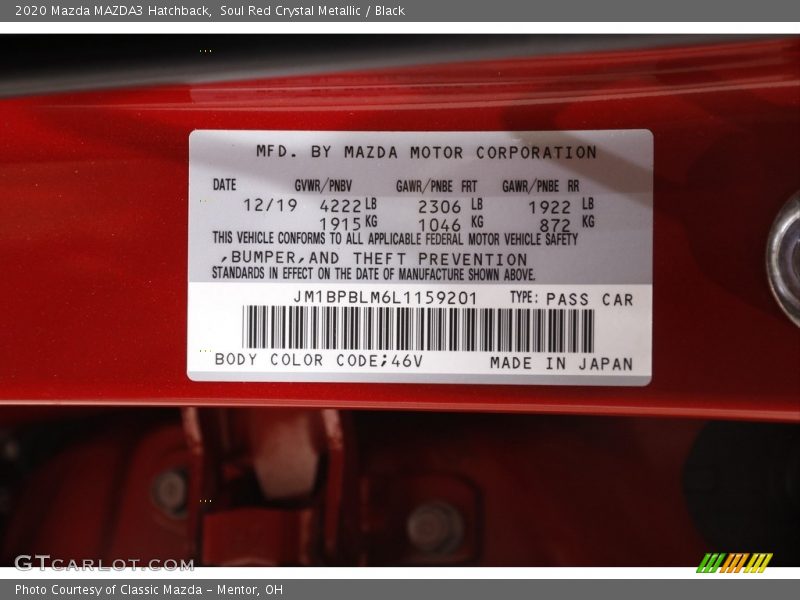 2020 Mazda MAZDA3 Hatchback,  Soul Red Crystal Metallic / Black
MFD. BY MAZDA MOTOR CORPORATION
DATE GVWR/PNBV GAWR/PNBE FRT GAWR/PNBE RR
12/19 4222 LB 2306 LB 1922 LB
1915 KG 1046 KG 872 KG
THIS VEHICLE CONFORMS TO ALL APPLICABLE FEDERAL MOTOR VEHICLE SAFETY
,BUMPER,AND THEFT PREVENTION
STANDARDS IN EFFECT ON THE DATE OF MANUFACTURE SHOWN ABOVE.
JM1BPBLM6L1159201 TYPE: PASS CAR
BODY COLOR CODE;46V MADE IN JAPAN
GTCARLOT.COM
Photo Courtesy of Classic Mazda - Mentor, OH